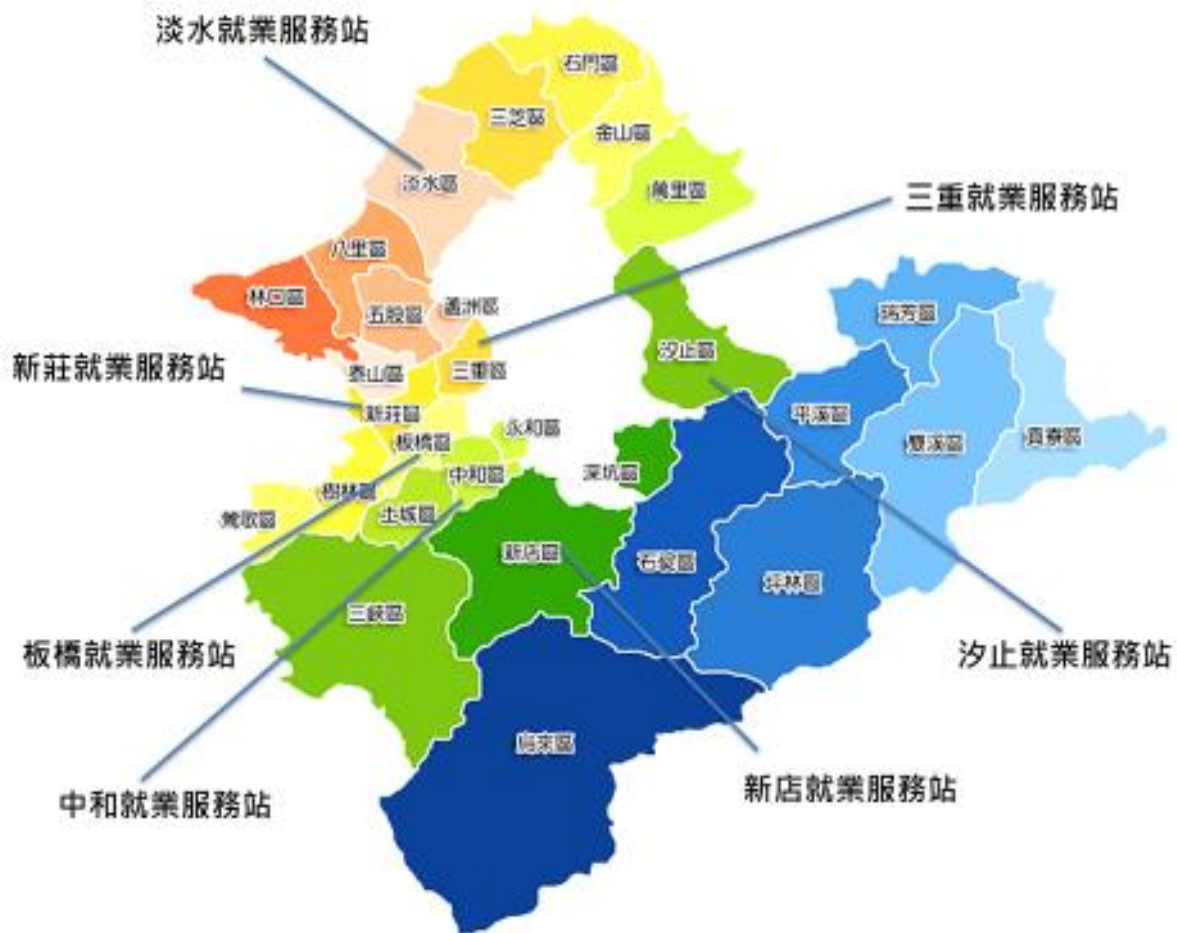 淡水就業服務站
石門區
三芝區
金山區
淡水區
萬里區
三重就業服務站
八里區
林口區
五股區
蘆洲區
瑞芳區
汐止區
新莊就業服務站
泰山區
三重區
新莊區
平溪區
永和區
板橋區
雙溪區
貢寮區
中和區
深坑區
樹林區
鶯歌區
土城區
新店區
石碇區
坪林區
三峽區
板橋就業服務站
汐止就業服務站
烏來區
新店就業服務站
中和就業服務站